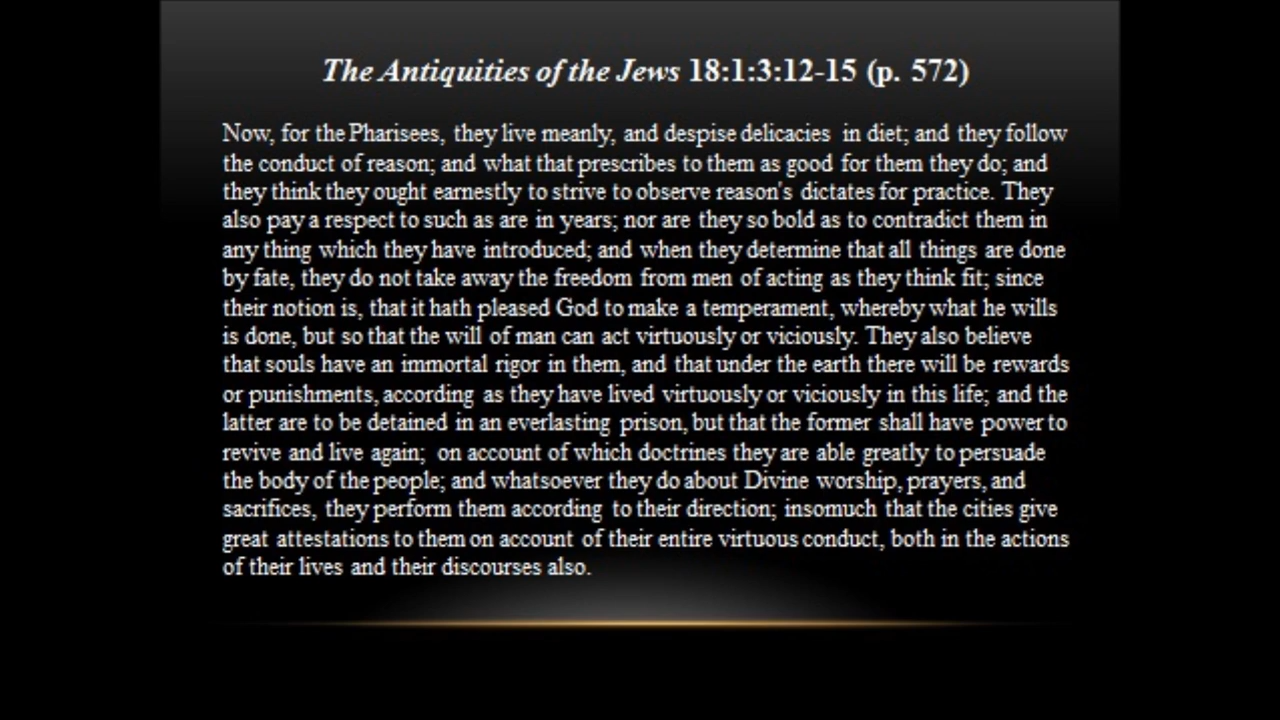 The Antiquities of the Jews 18:1:3:12-15 (p. 572)
Now, for the Pharisees, they live meanly, and despise delicacies in diet; and they follow
the conduct of reason; and what that prescribes to them as good for them they do; and
they think they ought earnestly to strive to observe reason's dictates for practice. They
also pay a respect to such as are in years; nor are they so bold as to contradict them in
any thing which they have introduced; and when they determine that all things are done
by fate, they do not take away the freedom from men of acting as they think fit; since
their notion is, that it hath pleased God to make a temperament, whereby what he wills
is done, but so that the will of man can act virtuously or viciously. They also believe
that souls have an immortal rigor in them, and that under the earth there will be rewards
or punishments, according as they have lived virtuously or viciously in this life; and the
latter are to be detained in an everlasting prison, but that the former shall have power to
revive and live again; on account of which doctrines they are able greatly to persuade
the body of the people; and whatsoever they do about Divine worship, prayers, and
sacrifices, they perform them according to their direction; insomuch that the cities give
great attestations to them on account of their entire virtuous conduct, both in the actions
of their lives and their discourses also.